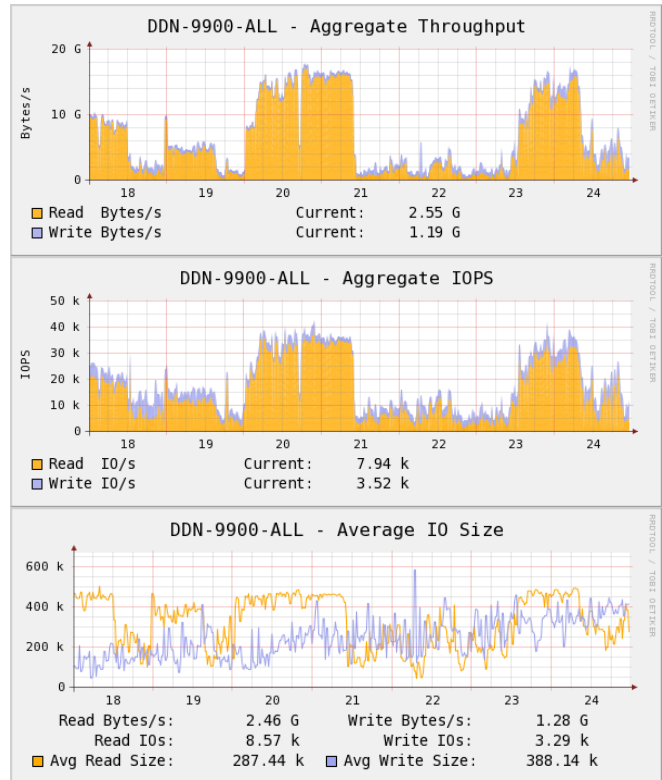 DDN-9900-ALL - Aggregate Throughput
RRDTOOL / TOBI OETIKER
20 G
10 G
0
Bytes/s
18 19 20 21 22 23 24
Read Bytes/s Current: 2.55 G
Write Bytes/s Current: 1.19 G
DDN-9900-ALL - Aggregate IOPS
RRDTOOL / TOBI OETIKER
50 k
40 k
30 k
20 k
10 k
0
IOPS
18 19 20 21 22 23 24
Read IO/s Current: 7.94 k
Write IO/s Current: 3.52 k
DDN-9900-ALL - Average IO Size
RRDTOOL / TOBI OETIKER
600 k
400 k
200 k
0
18 19 20 21 22 23 24
Read Bytes/s: 2.46 G Write Bytes/s: 1.28 G
Read IOs: 8.57 k Write IOs: 3.29 k
Avg Read Size: 287.44 k Avg Write Size: 388.14 k